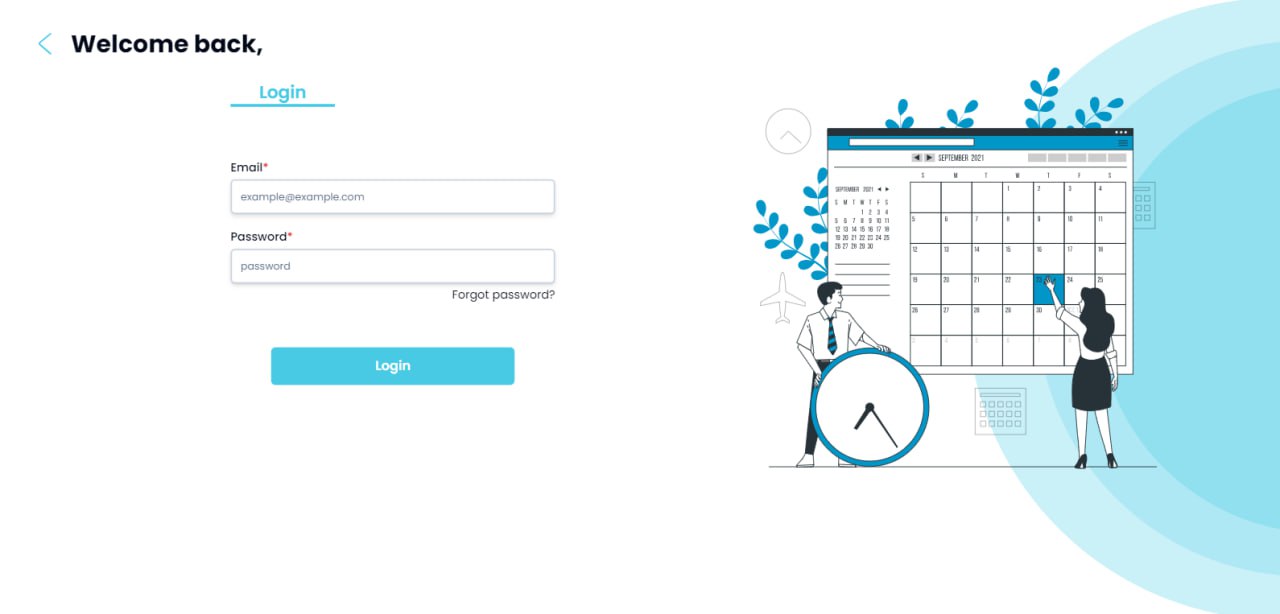 Welcome back,
Login
Email*
example@example.com
Password*
password
Forgot password?
Login
SEPTEMBER 2021
S M T W T F S
1 2 3 4
5 6 7 8 9 10 11
12 13 14 15 16 17 18
19 20 21 22 23 24 25
26 27 28 29 30
SEPTEMBER 2021
S M T W T F S
1 2 3 4
5 6 7 8 9 10 11
12 13 14 15 16 17 18
19 20 21 22 23 24 25
26 27 28 29 30